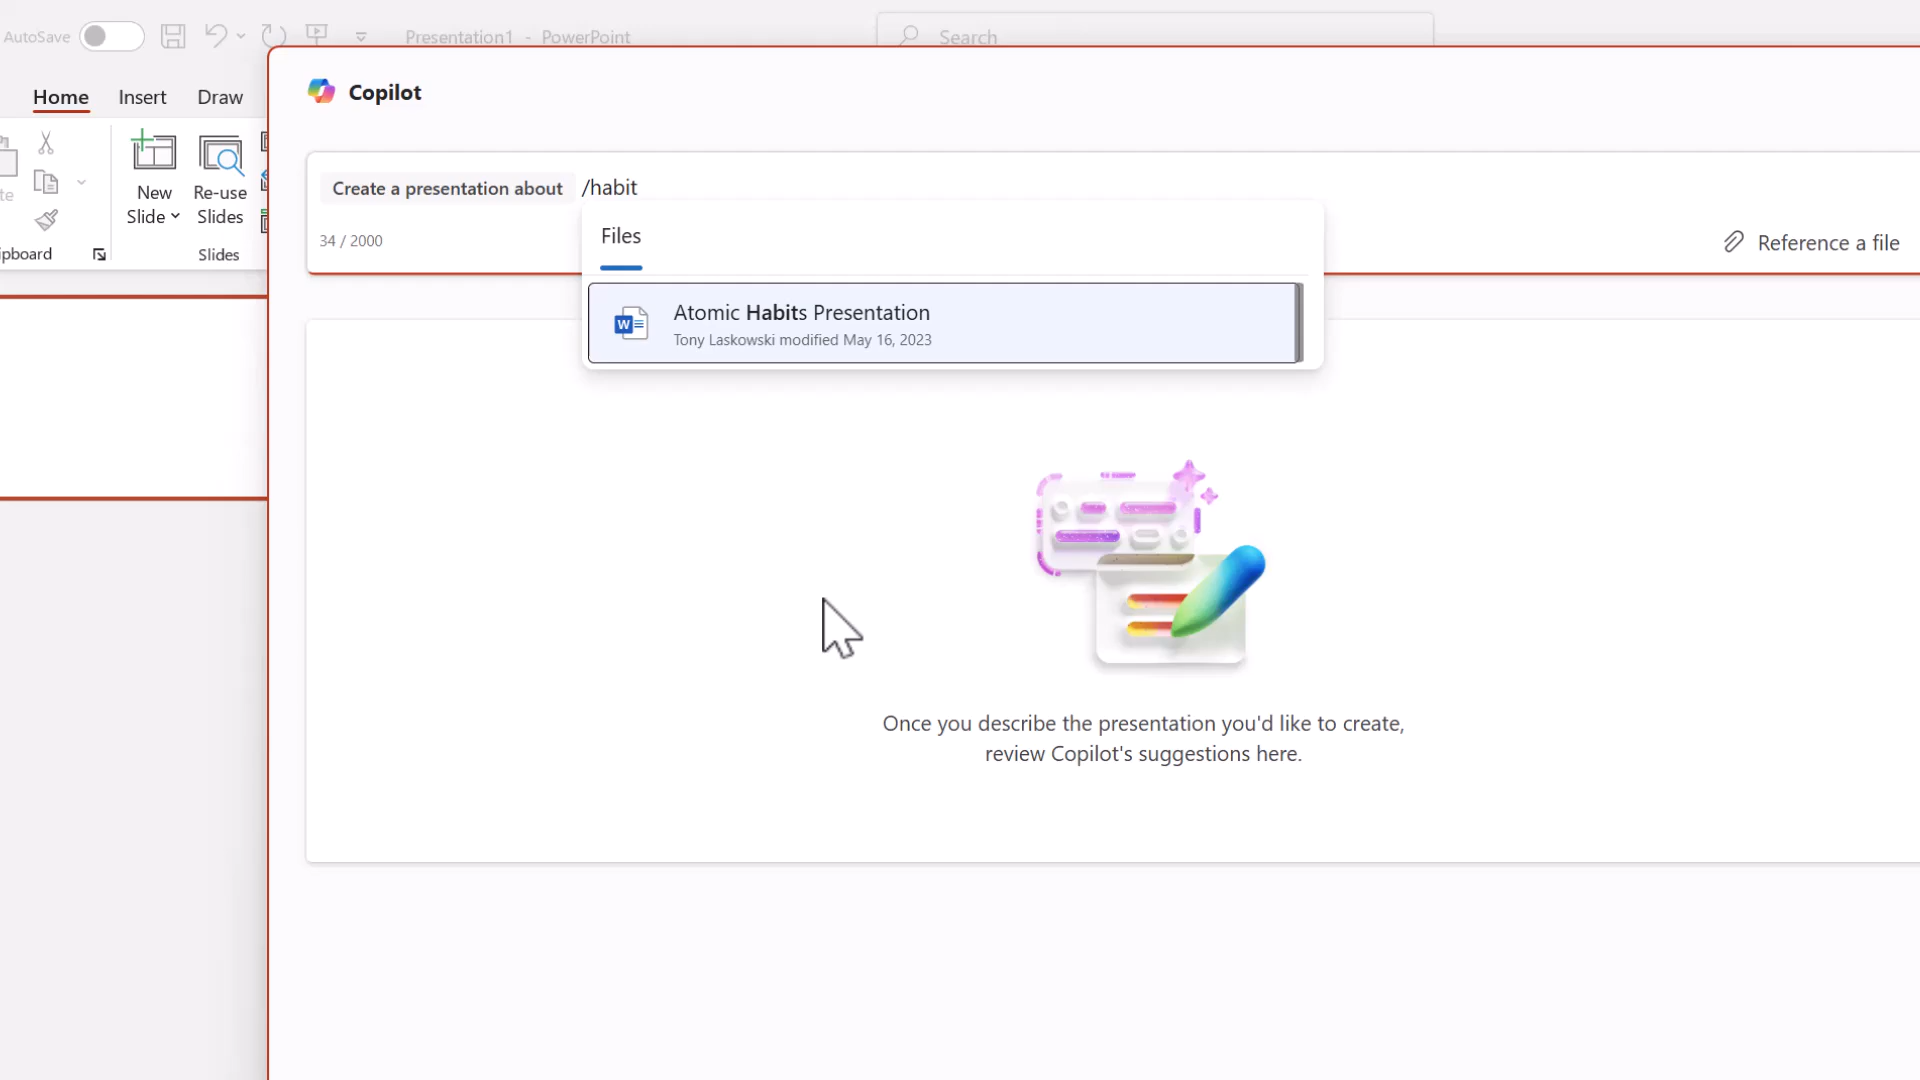 AutoSave
Presentation1 - PowerPoint
Search
Home Insert Draw
Copilot
New
Slide
Re-use
Slides
Slides
Create a presentation about /habit
34 / 2000
Reference a file
Files
W
Atomic Habits Presentation
Tony Laskowski modified May 16, 2023
Once you describe the presentation you'd like to create,
review Copilot's suggestions here.